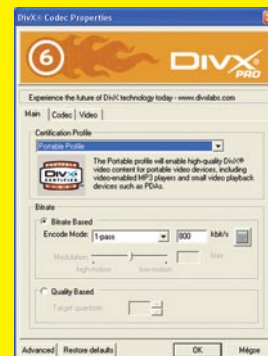 DivX® Codec Properties
6
DIVX
PRO
Experience the future of DivX technology today - www.divxlabs.com
Main Codec Video
Certification Profile
Portable Profile
DIVX
CERTIFIED
The Portable profile will enable high-quality DivX®
video content for portable video devices, including
video-enabled MP3 players and small video playback
devices such as PDAs.
Bitrate
Bitrate Based
Encode Mode: 1-pass 800 kbit/s
Modulation: bias
high-motion low-motion
Quality Based
Target quantizer:
Advanced Restore defaults OK Mégse